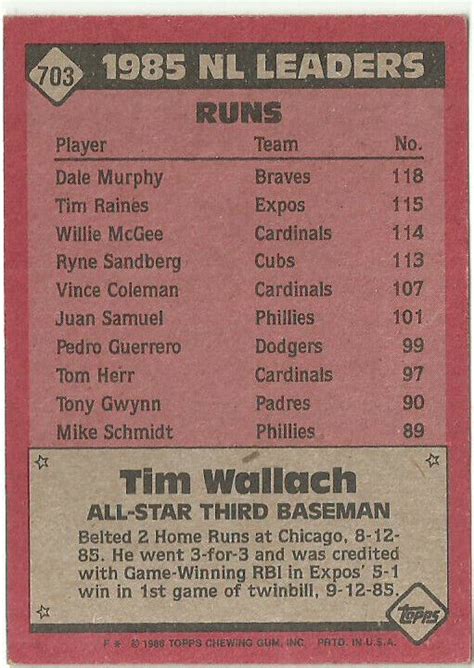 703
1985 NL LEADERS
RUNS
Player Team No.
Dale Murphy Braves 118
Tim Raines Expos 115
Willie McGee Cardinals 114
Ryne Sandberg Cubs 113
Vince Coleman Cardinals 107
Juan Samuel Phillies 101
Pedro Guerrero Dodgers 99
Tom Herr Cardinals 97
Tony Gwynn Padres 90
Mike Schmidt Phillies 89
Tim Wallach
ALL-STAR THIRD BASEMAN
Belted 2 Home Runs at Chicago, 8-12-
85. He went 3-for-3 and was credited
with Game-Winning RBI in Expos' 5-1
win in 1st game of twinbill, 9-12-85.
Topps
F * © 1986 TOPPS CHEWING GUM, INC. PRTD. IN U.S.A.